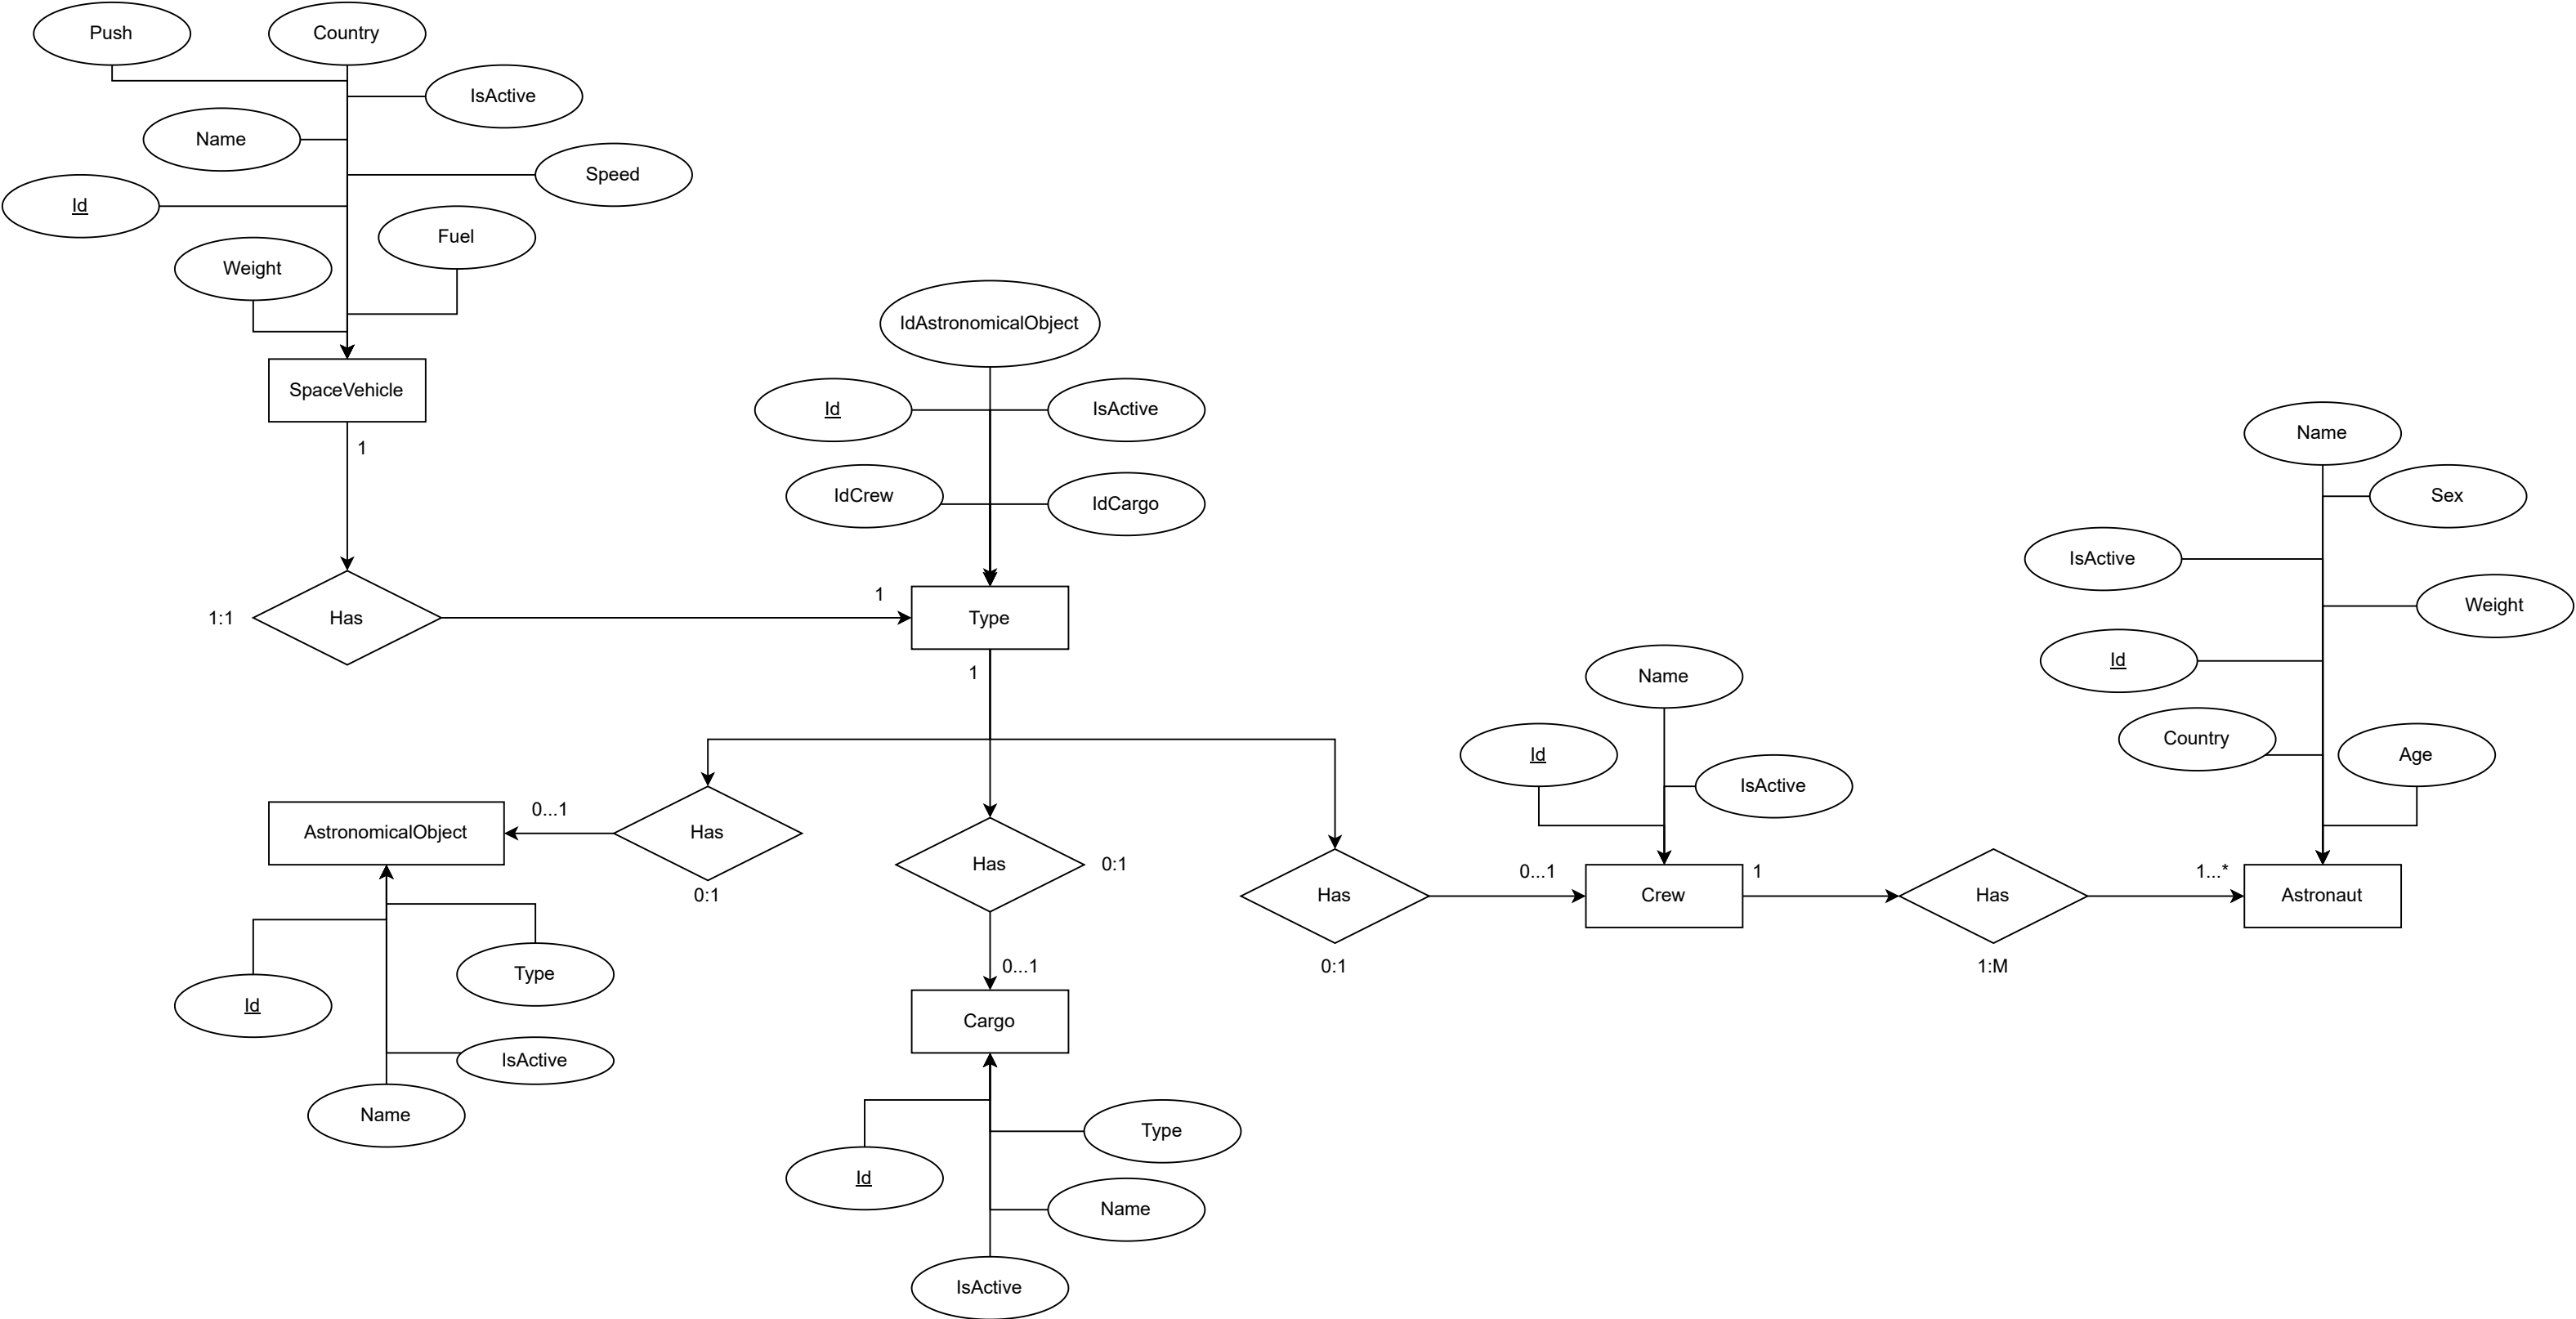 Push
Country
IsActive
Name
Speed
Id
Fuel
Weight
SpaceVehicle
1
1:1
Has
1
IdAstronomicalObject
Id
IsActive
IdCrew
IdCargo
Type
1
AstronomicalObject
0...1
Has
0:1
Id
Type
IsActive
Name
Has
0:1
0...1
Cargo
Id
Type
Name
IsActive
Has
0:1
0...1
Name
Id
IsActive
Crew
1
Has
1:M
1...*
Name
Sex
IsActive
Weight
Id
Country
Age
Astronaut